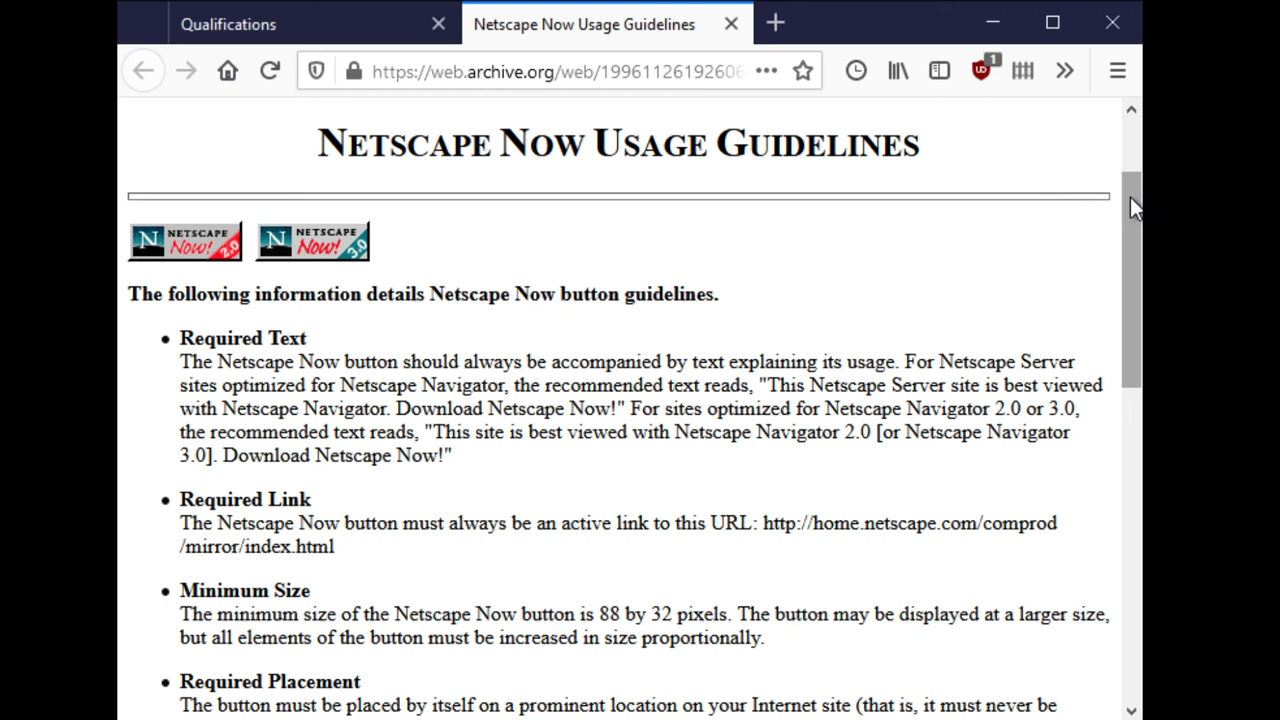 Qualifications
Netscape Now Usage Guidelines
https://web.archive.org/web/19961126192606
1
NETSCAPE NOW USAGE GUIDELINES
N NETSCAPE Now! 2.0
N NETSCAPE Now! 3.0
The following information details Netscape Now button guidelines.
• Required Text
The Netscape Now button should always be accompanied by text explaining its usage. For Netscape Server
sites optimized for Netscape Navigator, the recommended text reads, "This Netscape Server site is best viewed
with Netscape Navigator. Download Netscape Now!" For sites optimized for Netscape Navigator 2.0 or 3.0,
the recommended text reads, "This site is best viewed with Netscape Navigator 2.0 [or Netscape Navigator
3.0]. Download Netscape Now!"
• Required Link
The Netscape Now button must always be an active link to this URL: http://home.netscape.com/comprod
/mirror/index.html
• Minimum Size
The minimum size of the Netscape Now button is 88 by 32 pixels. The button may be displayed at a larger size,
but all elements of the button must be increased in size proportionally.
• Required Placement
The button must be placed by itself on a prominent location on your Internet site (that is, it must never be